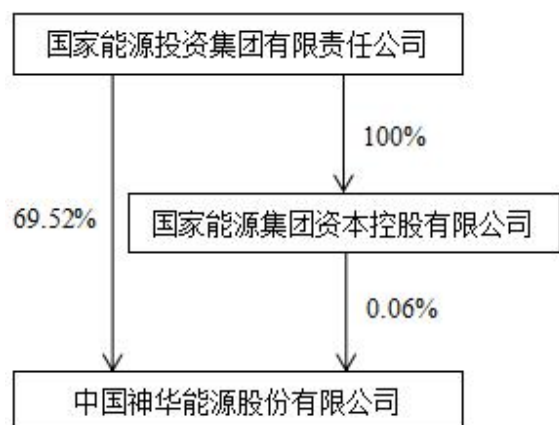 国家能源投资集团有限责任公司
100%
69.52%
国家能源集团资本控股有限公司
0.06%
中国神华能源股份有限公司